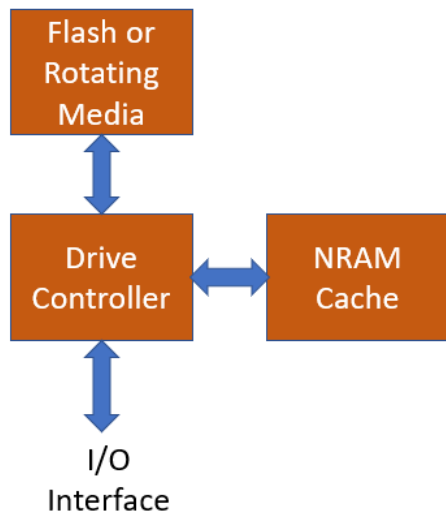 Flash or
Rotating
Media
Drive
Controller
NRAM
Cache
I/O
Interface